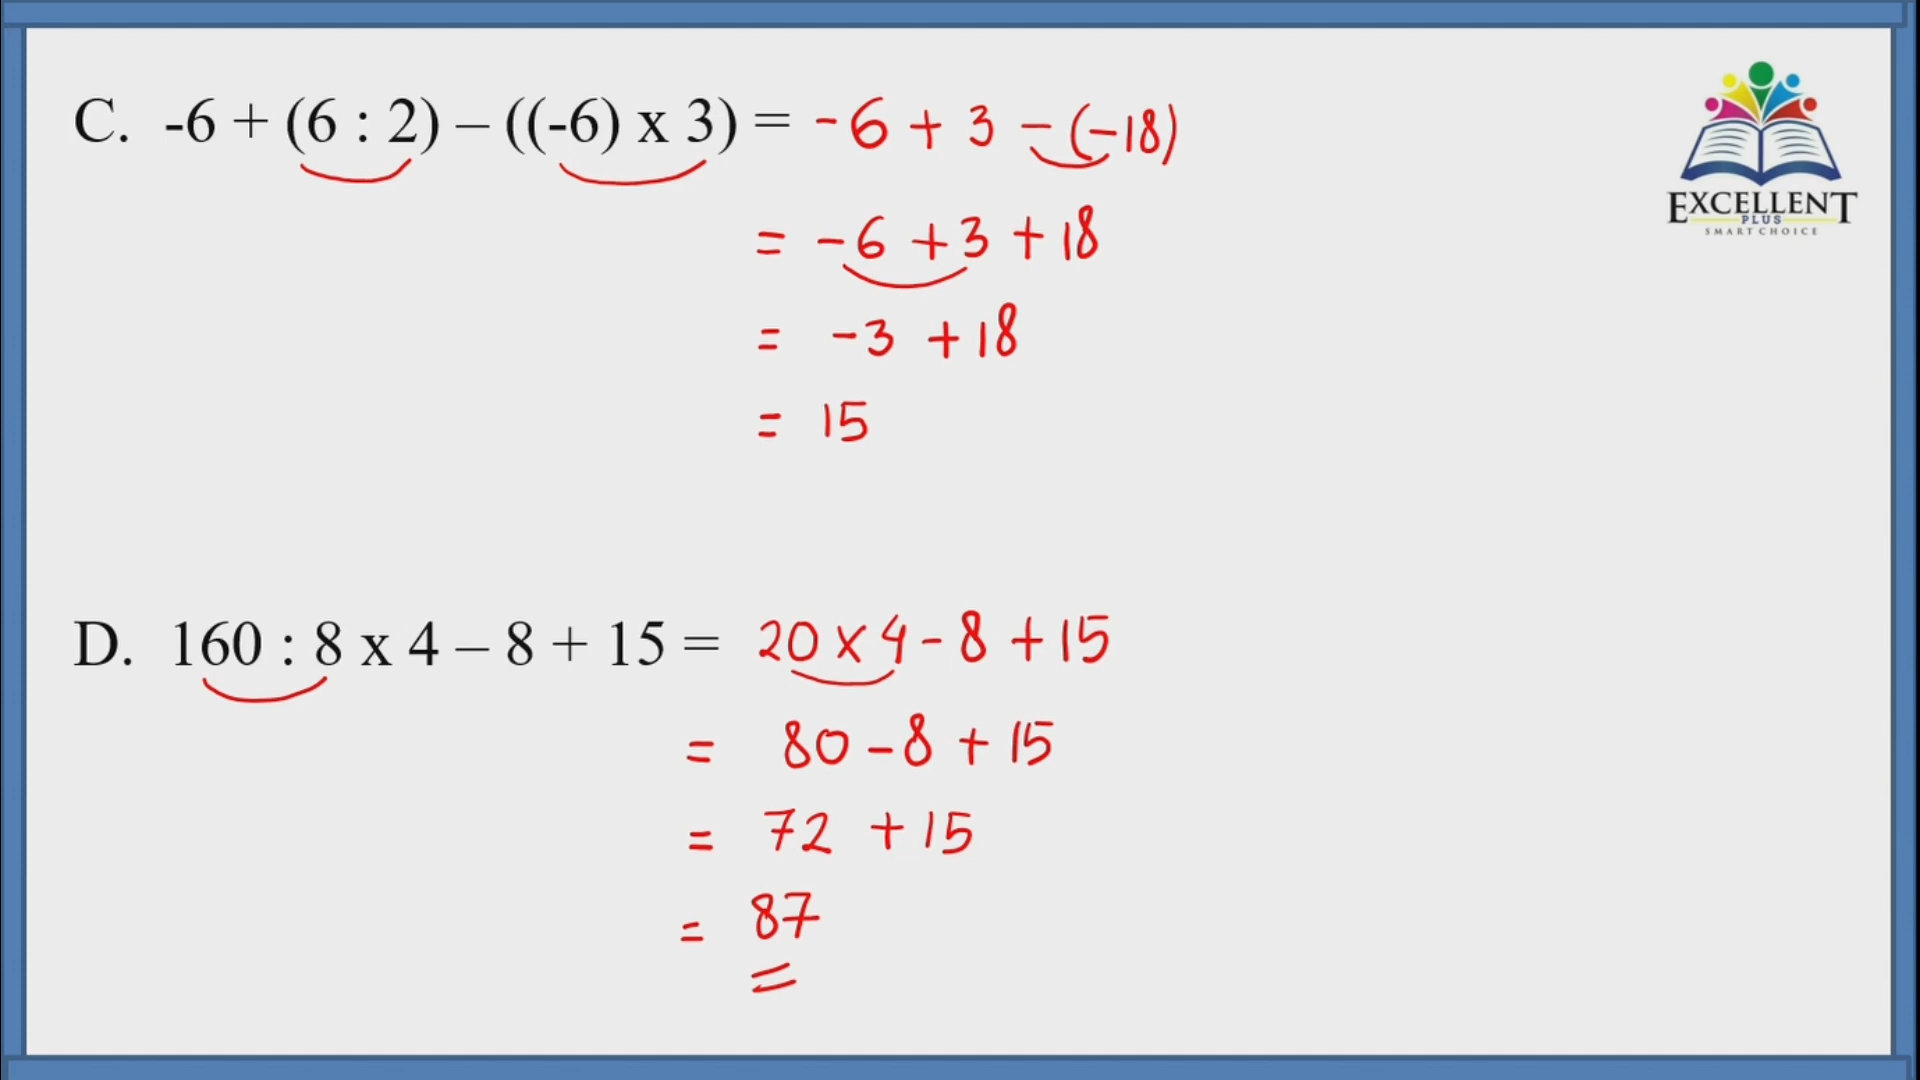 C. -6 + (6 : 2) – ((-6) x 3) = -6 + 3 - (-18)
= -6 + 3 + 18
= -3 + 18
= 15
D. 160 : 8 x 4 – 8 + 15 = 20 x 4 - 8 + 15
= 80 - 8 + 15
= 72 + 15
= 87
EXCELLENT
PLUS
SMART CHOICE